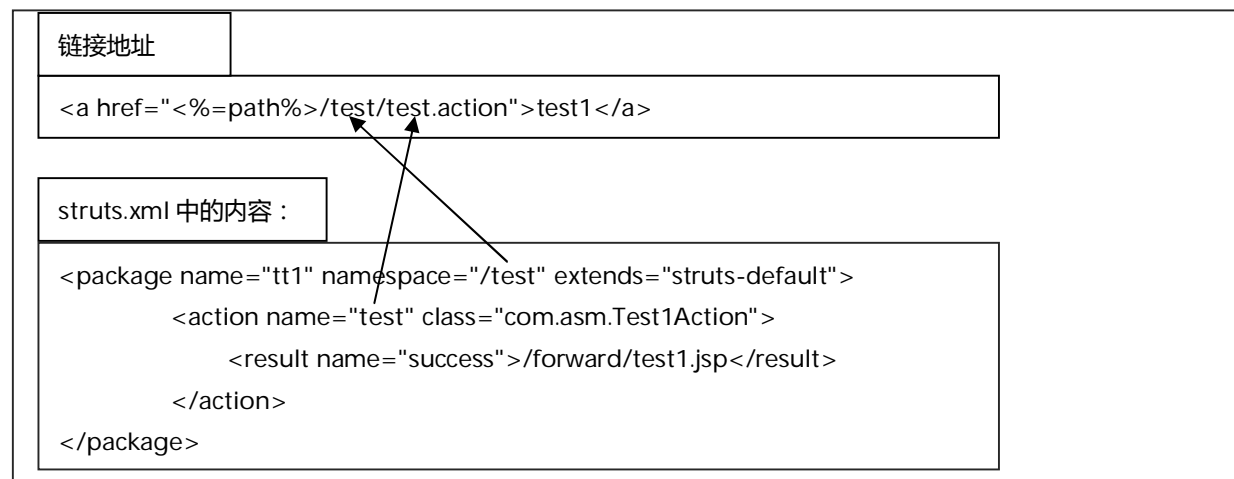 链接地址
<a href="<%=path%>/test/test.action">test1</a>
struts.xml 中的内容：
<package name="tt1" namespace="/test" extends="struts-default">
<action name="test" class="com.asm.Test1Action">
<result name="success">/forward/test1.jsp</result>
</action>
</package>